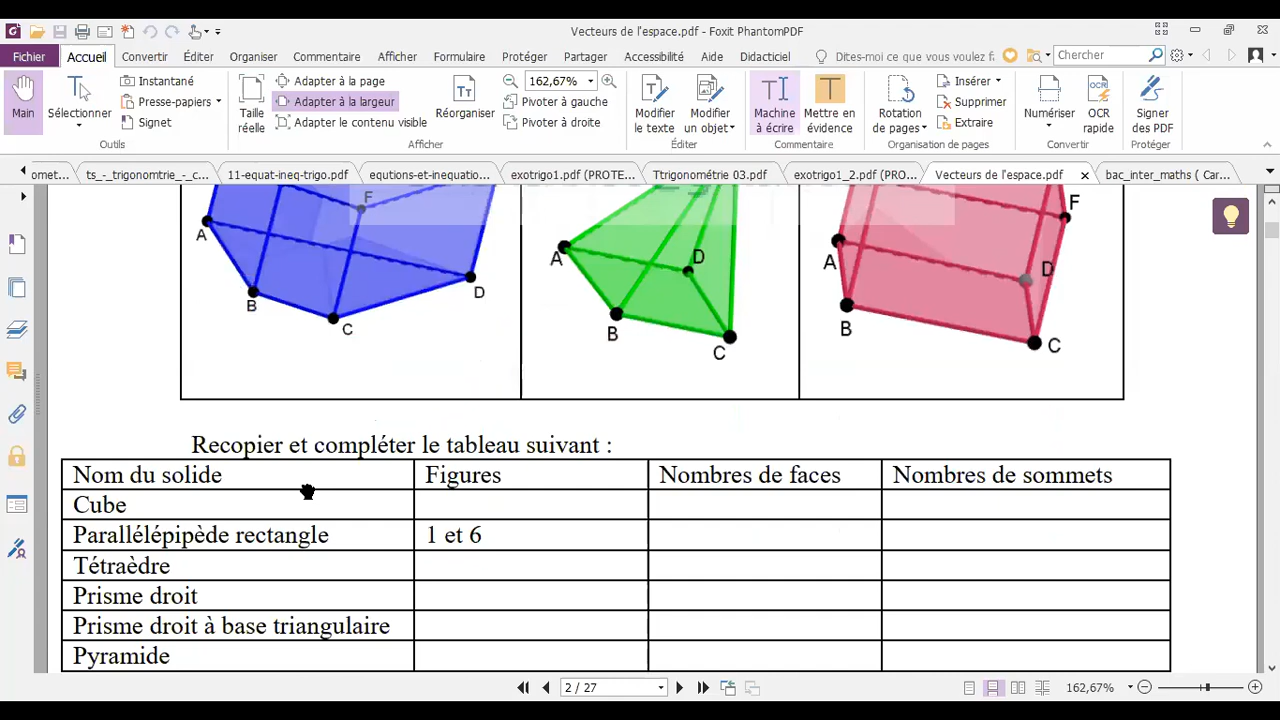 Vecteurs de l'espace.pdf - Foxit PhantomPDF
Fichier Accueil Convertir Éditer Organiser Commentaire Afficher Formulaire Protéger Partager Accessibilité Aide Didacticiel Dites-moi ce que vous voulez f Chercher
Main
Sélectionner
Instantané
Presse-papiers
Signet
Outils
Taille réelle
Adapter à la page
Adapter à la largeur
Adapter le contenu visible
Réorganiser
162,67%
Pivoter à gauche
Pivoter à droite
Afficher
Modifier le texte
Modifier un objet
Éditer
Machine à écrire
Mettre en évidence
Commentaire
Rotation de pages
Insérer
Supprimer
Extraire
Organisation de pages
Numériser
OCR rapide
Convertir
Signer des PDF
Protéger
omet... ts_-_trigonomtrie_-_c... 11-equat-ineq-trigo.pdf equtions-et-inequatio... exotrigo1.pdf (PROTE... Ttrigonométrie 03.pdf exotrigo1_2.pdf (PRO... Vecteurs de l'espace.pdf bac_inter_maths ( Car...
A B C D F
A B C D
A B C D F
Recopier et compléter le tableau suivant :
Nom du solide Figures Nombres de faces Nombres de sommets
Cube
Parallélépipède rectangle 1 et 6
Tétraèdre
Prisme droit
Prisme droit à base triangulaire
Pyramide
2 / 27 162,67%